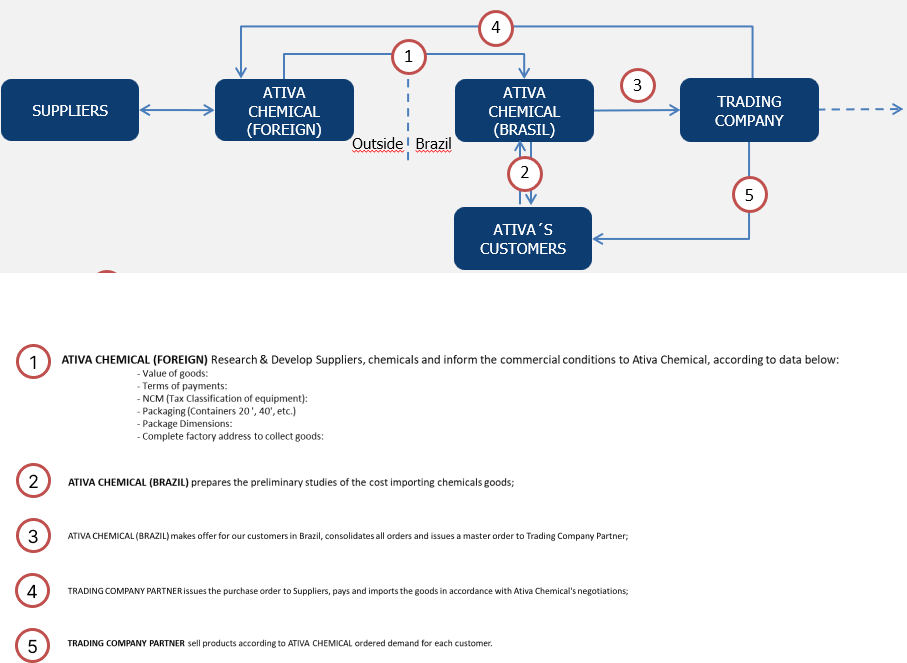 4
1
SUPPLIERS
ATIVA
CHEMICAL
(FOREIGN)
Outside
Brazil
ATIVA
CHEMICAL
(BRASIL)
3
TRADING
COMPANY
2
5
ATIVA´S
CUSTOMERS
1
ATIVA CHEMICAL (FOREIGN) Research & Develop Suppliers, chemicals and inform the commercial conditions to Ativa Chemical, according to data below:
- Value of goods:
- Terms of payments:
- NCM (Tax Classification of equipment):
- Packaging (Containers 20 ', 40', etc.)
- Package Dimensions:
- Complete factory address to collect goods:
2
ATIVA CHEMICAL (BRAZIL) prepares the preliminary studies of the cost importing chemicals goods;
3
ATIVA CHEMICAL (BRAZIL) makes offer for our customers in Brazil, consolidates all orders and issues a master order to Trading Company Partner;
4
TRADING COMPANY PARTNER issues the purchase order to Suppliers, pays and imports the goods in accordance with Ativa Chemical's negotiations;
5
TRADING COMPANY PARTNER sell products according to ATIVA CHEMICAL ordered demand for each customer.